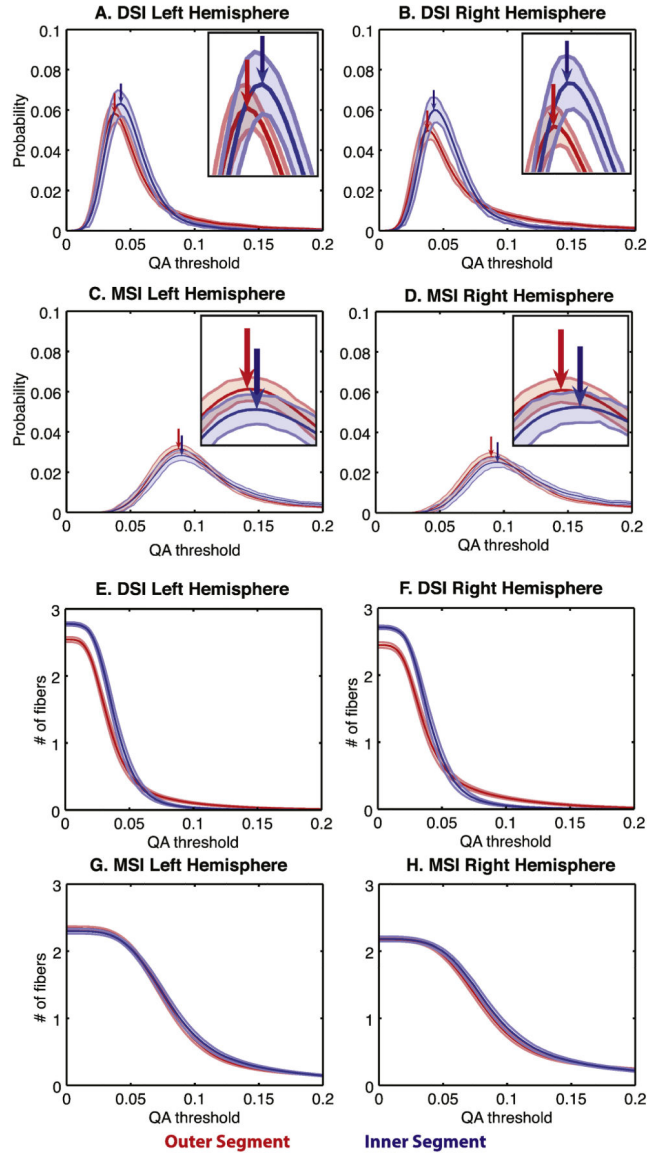 A. DSI Left Hemisphere
B. DSI Right Hemisphere
Probability
0.1
0.08
0.06
0.04
0.02
0
0 0.05 0.1 0.15 0.2
QA threshold
0.1
0.08
0.06
0.04
0.02
0
0 0.05 0.1 0.15 0.2
QA threshold
C. MSI Left Hemisphere
D. MSI Right Hemisphere
Probability
0.1
0.08
0.06
0.04
0.02
0
0 0.05 0.1 0.15 0.2
QA threshold
0.1
0.08
0.06
0.04
0.02
0
0 0.05 0.1 0.15 0.2
QA threshold
E. DSI Left Hemisphere
F. DSI Right Hemisphere
# of fibers
3
2
1
0
0 0.05 0.1 0.15 0.2
QA threshold
# of fibers
3
2
1
0
0 0.05 0.1 0.15 0.2
QA threshold
G. MSI Left Hemisphere
H. MSI Right Hemisphere
# of fibers
3
2
1
0
0 0.05 0.1 0.15 0.2
QA threshold
# of fibers
3
2
1
0
0 0.05 0.1 0.15 0.2
QA threshold
Outer Segment
Inner Segment